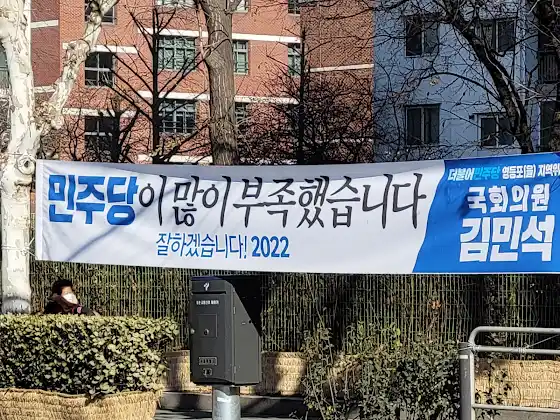 민주당이 많이 부족했습니다
잘하겠습니다! 2022
더불어민주당 영등포(을) 지역위
국회의원
김민석